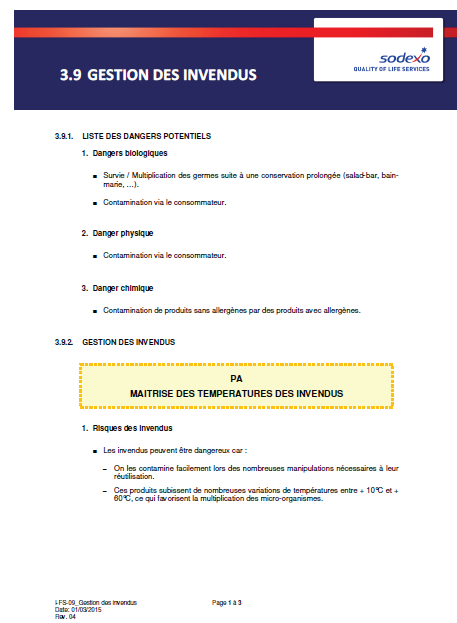 3.9 GESTION DES INVENDUS
sodexo
QUALITY OF LIFE SERVICES
3.9.1. LISTE DES DANGERS POTENTIELS
1. Dangers biologiques
■ Survie / Multiplication des germes suite à une conservation prolongée (salad-bar, bain-
marie, ...).
■ Contamination via le consommateur.
2. Danger physique
■ Contamination via le consommateur.
3. Danger chimique
■ Contamination de produits sans allergènes par des produits avec allergènes.
3.9.2. GESTION DES INVENDUS
PA
MAITRISE DES TEMPERATURES DES INVENDUS
1. Risques des invendus
■ Les invendus peuvent être dangereux car :
– On les contamine facilement lors des nombreuses manipulations nécessaires à leur
réutilisation.
– Ces produits subissent de nombreuses variations de températures entre + 10°C et +
60°C, ce qui favorisent la multiplication des micro-organismes.
I-FS-09_Gestion des invendus
Page 1 à 3
Date: 01/03/2015
Rev. 04